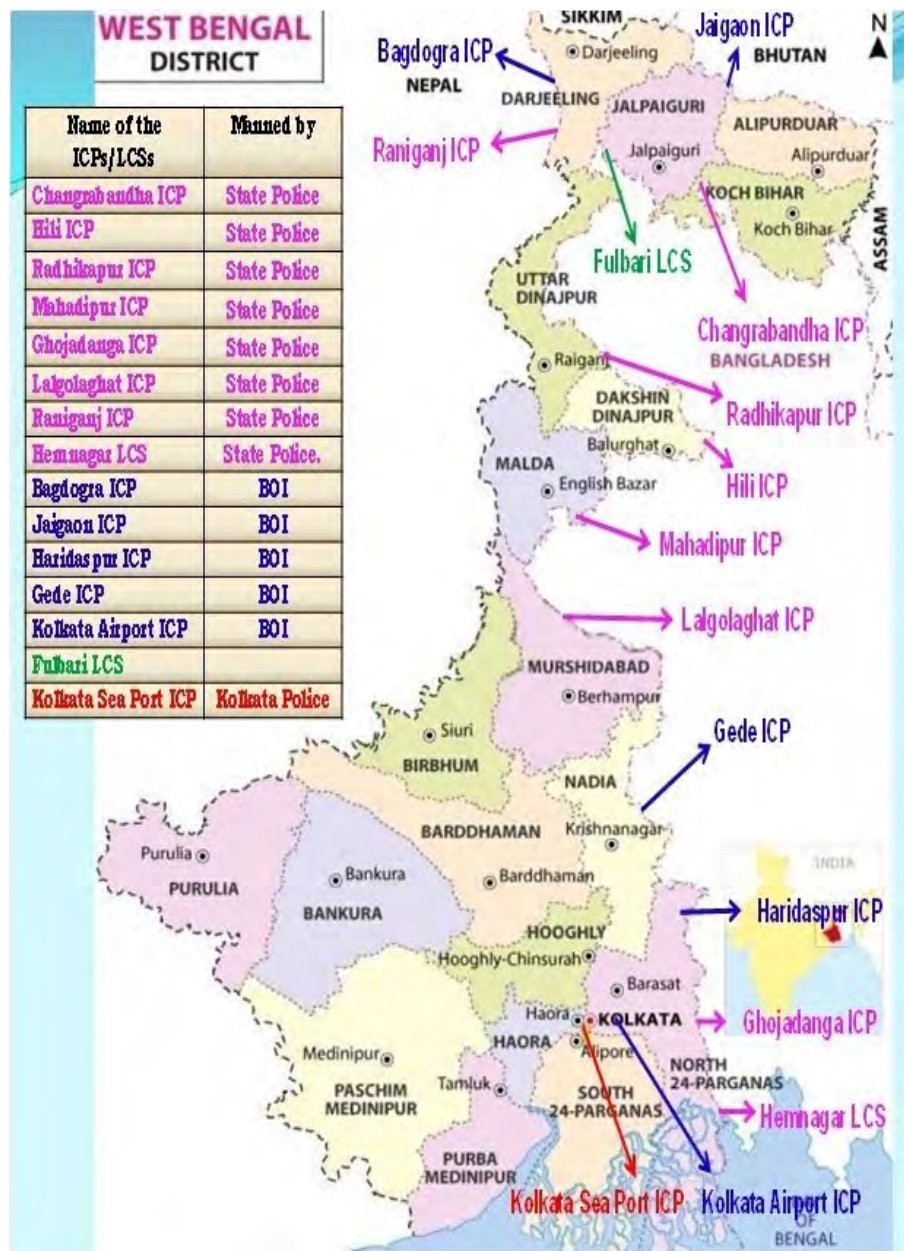 WEST BENGAL
DISTRICT
Name of the ICPs/LCSs Manned by
Changrabandha ICP State Police
Hili ICP State Police
Radhikapur ICP State Police
Mahadipur ICP State Police
Ghojadanga ICP State Police
Lalgolaghat ICP State Police
Raniganj ICP State Police
Hemnagar LCS State Police.
Bagdogra ICP BOI
Jaigaon ICP BOI
Haridaspur ICP BOI
Gede ICP BOI
Kolkata Airport ICP BOI
Fulbari LCS
Kolkata Sea Port ICP Kolkata Police
SIKKIM
Jaigaon ICP
N
Bagdogra ICP
Darjeeling
BHUTAN
NEPAL
DARJEELING
JALPAIGURI
ALIPURDUAR
Raniganj ICP
Jalpaiguri
Alipurduar
KOCH BIHAR
Koch Bihar
ASSAM
Fulbari LCS
UTTAR
DINAJPUR
Changrabandha ICP
BANGLADESH
Raiganj
DAKSHIN
DINAJPUR
Radhikapur ICP
Balurghat
MALDA
English Bazar
Hili ICP
Mahadipur ICP
Lalgolaghat ICP
MURSHIDABAD
Berhampur
Siuri
BIRBHUM
Gede ICP
NADIA
BARDDHAMAN
Krishnanagar
Purulia
PURULIA
Bankura
BANKURA
Barddhaman
INDIA
Haridaspur ICP
HOOGHLY
Hooghly-Chinsurah
Barasat
Haora
KOLKATA
Ghojadanga ICP
HAORA
Alipore
Medinipur
PASCHIM
MEDINIPUR
Tamluk
NORTH
24-PARGANAS
SOUTH
24-PARGANAS
Hemnagar LCS
PURBA
MEDINIPUR
Kolkata Sea Port ICP
Kolkata Airport ICP
OF
BENGAL